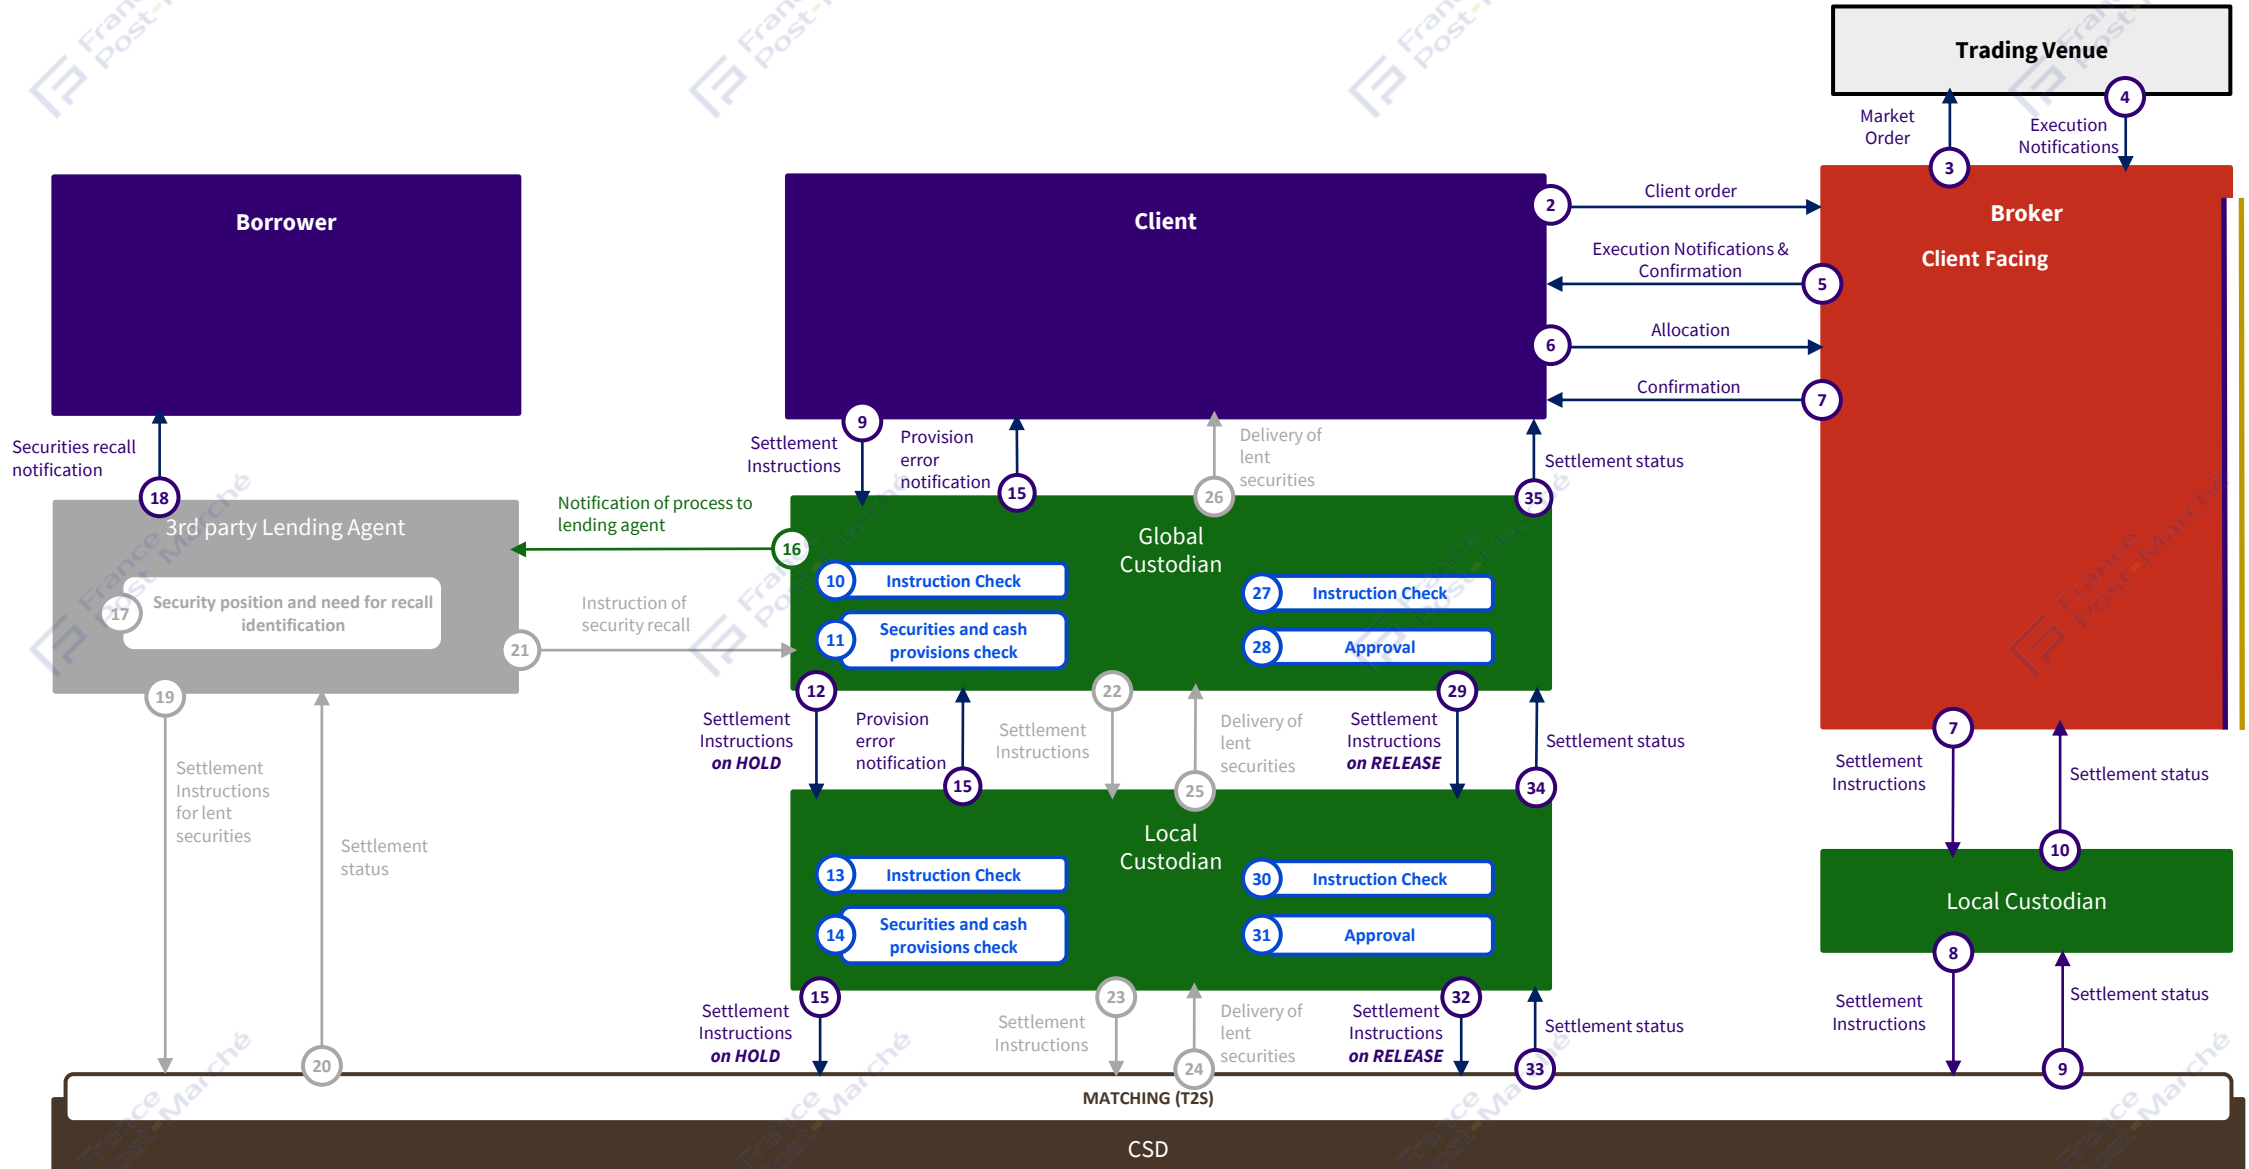 Trading Venue
4
Market
Order
Execution
Notifications
3
Borrower
Client
2
Client order
Broker
Client Facing
Execution Notifications &
Confirmation
5
6
Allocation
Confirmation
7
Securities recall
notification
18
9
Settlement
Instructions
Provision
error
notification
15
Delivery of
lent
securities
26
Settlement status
35
3rd party Lending Agent
17
Security position and need for recall
identification
Notification of process to
lending agent
16
Global
Custodian
10
Instruction Check
11
Securities and cash
provisions check
27
Instruction Check
28
Approval
Instruction of
security recall
21
19
Settlement
Instructions
for lent
securities
Settlement
status
20
12
Settlement
Instructions
on HOLD
Provision
error
notification
15
22
Settlement
Instructions
Delivery of
lent
securities
25
29
Settlement
Instructions
on RELEASE
Settlement status
34
7
Settlement
Instructions
Settlement status
10
Local
Custodian
13
Instruction Check
14
Securities and cash
provisions check
30
Instruction Check
31
Approval
Local Custodian
15
Settlement
Instructions
on HOLD
23
Settlement
Instructions
Delivery of
lent
securities
24
32
Settlement
Instructions
on RELEASE
Settlement status
33
8
Settlement
Instructions
Settlement status
9
MATCHING (T2S)
CSD
France
Post-Marché